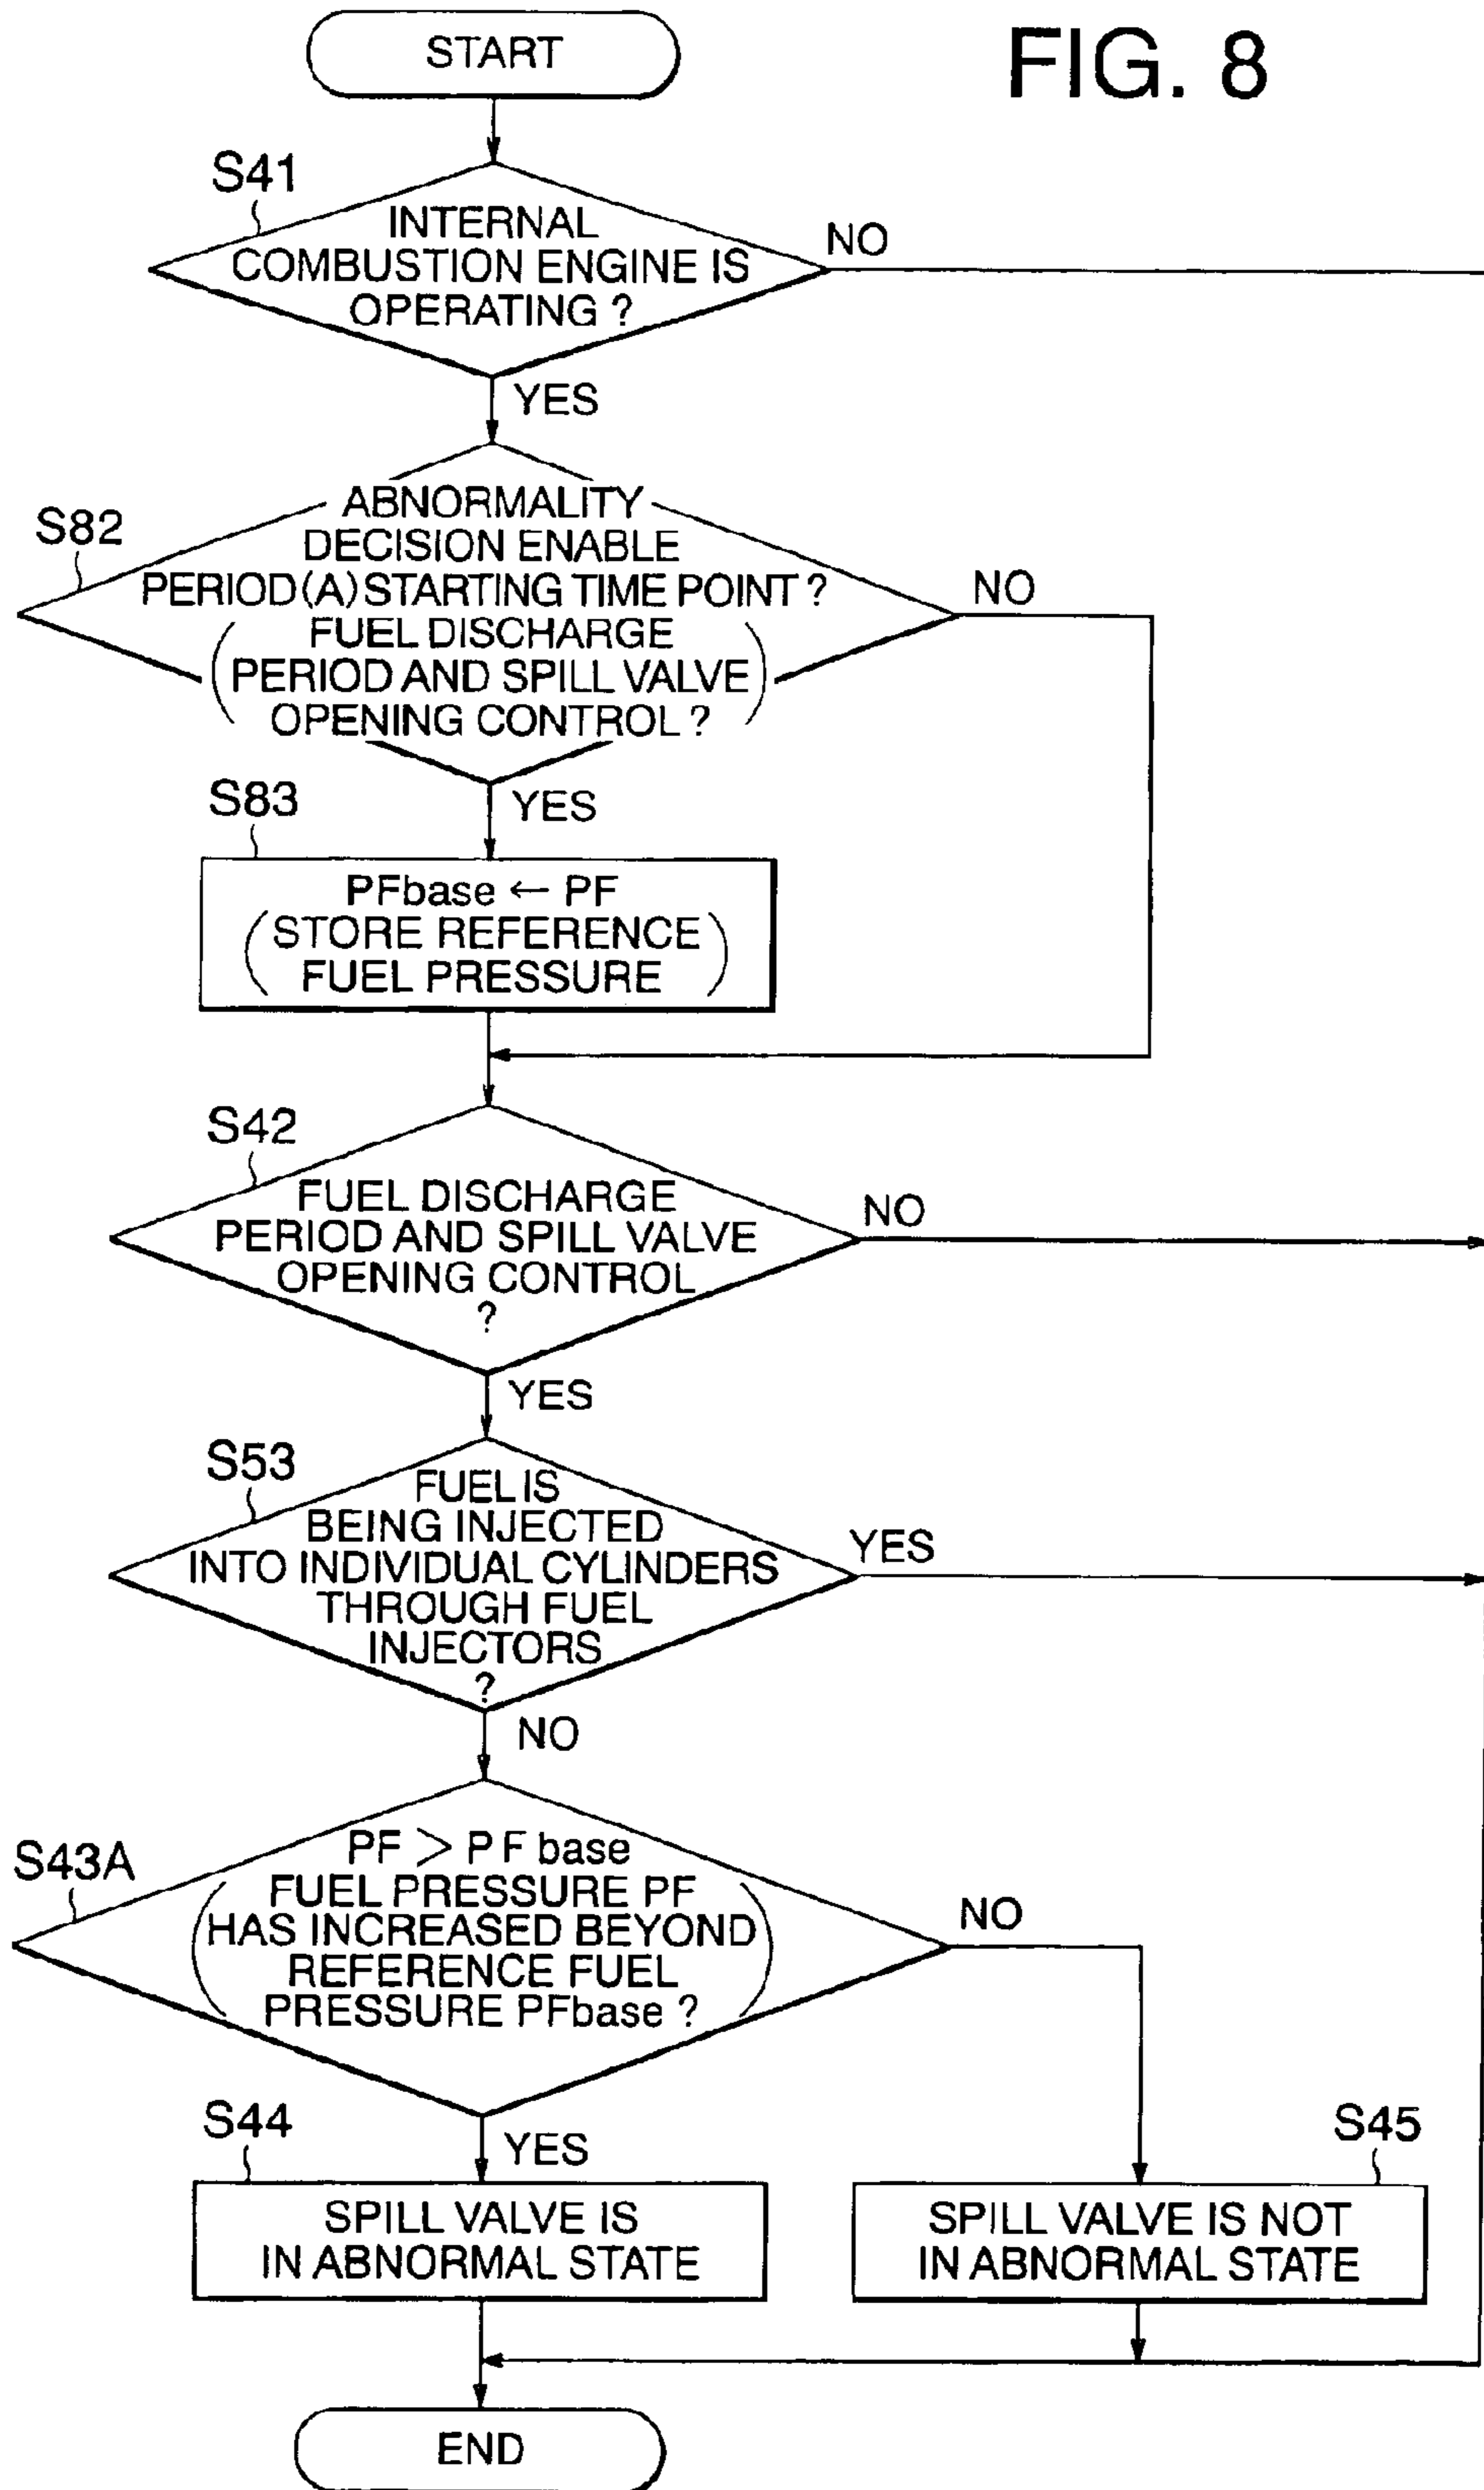 FIG. 8
START
S41
INTERNAL
COMBUSTION ENGINE IS
OPERATING ?
NO
YES
S82
ABNORMALITY
DECISION ENABLE
PERIOD(A) STARTING TIME POINT ?
( FUEL DISCHARGE
PERIOD AND SPILL VALVE
OPENING CONTROL ? )
NO
YES
S83
PFbase ← PF
( STORE REFERENCE
FUEL PRESSURE )
S42
FUEL DISCHARGE
PERIOD AND SPILL VALVE
OPENING CONTROL
?
NO
YES
S53
FUEL IS
BEING INJECTED
INTO INDIVIDUAL CYLINDERS
THROUGH FUEL
INJECTORS
?
YES
NO
S43A
PF > PF base
( FUEL PRESSURE PF
HAS INCREASED BEYOND
REFERENCE FUEL
PRESSURE PFbase ? )
NO
YES
S44
SPILL VALVE IS
IN ABNORMAL STATE
S45
SPILL VALVE IS NOT
IN ABNORMAL STATE
END